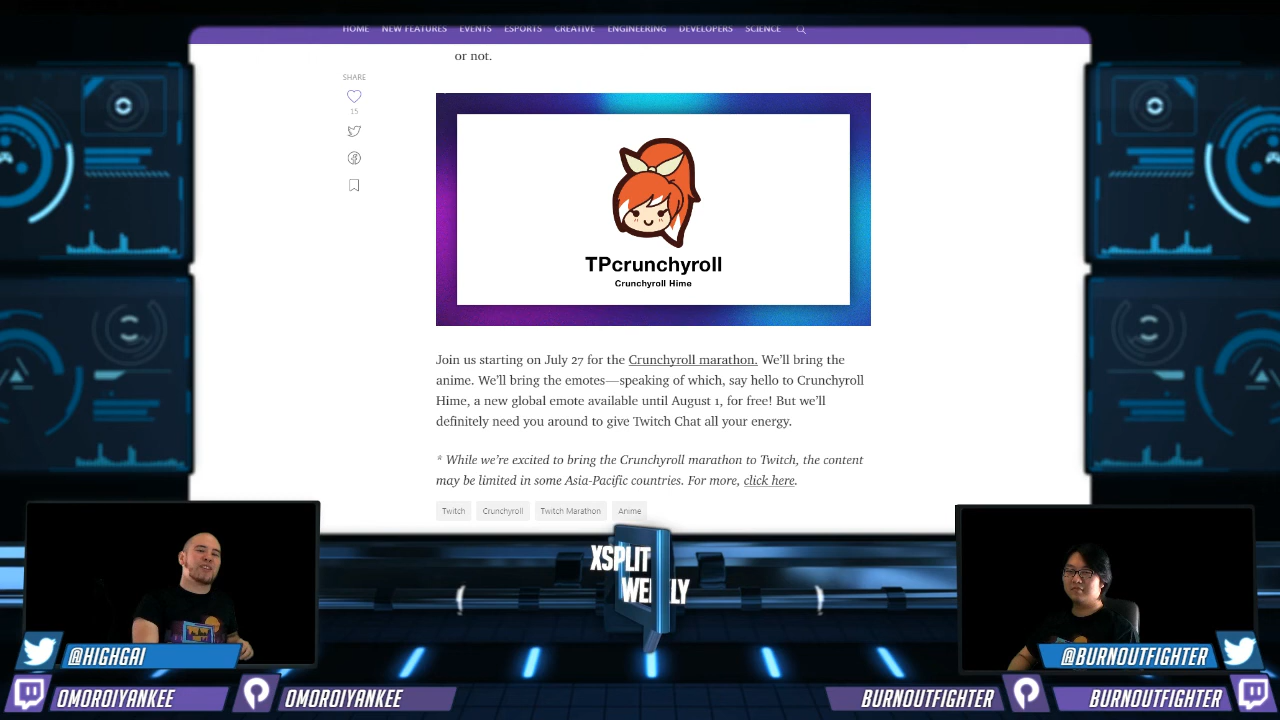 HOME NEW FEATURES EVENTS ESPORTS CREATIVE ENGINEERING DEVELOPERS SCIENCE
or not.
SHARE
15
TPcrunchyroll
Crunchyroll Hime
Join us starting on July 27 for the Crunchyroll marathon. We’ll bring the
anime. We’ll bring the emotes—speaking of which, say hello to Crunchyroll
Hime, a new global emote available until August 1, for free! But we’ll
definitely need you around to give Twitch Chat all your energy.
* While we’re excited to bring the Crunchyroll marathon to Twitch, the content
may be limited in some Asia-Pacific countries. For more, click here.
Twitch Crunchyroll Twitch Marathon Anime
XSPLIT
@HIGHGAI
@BURNOUTFIGHTER
OMOROIYANKEE OMOROIYANKEE
BURNOUTFIGHTER BURNOUTFIGHTER